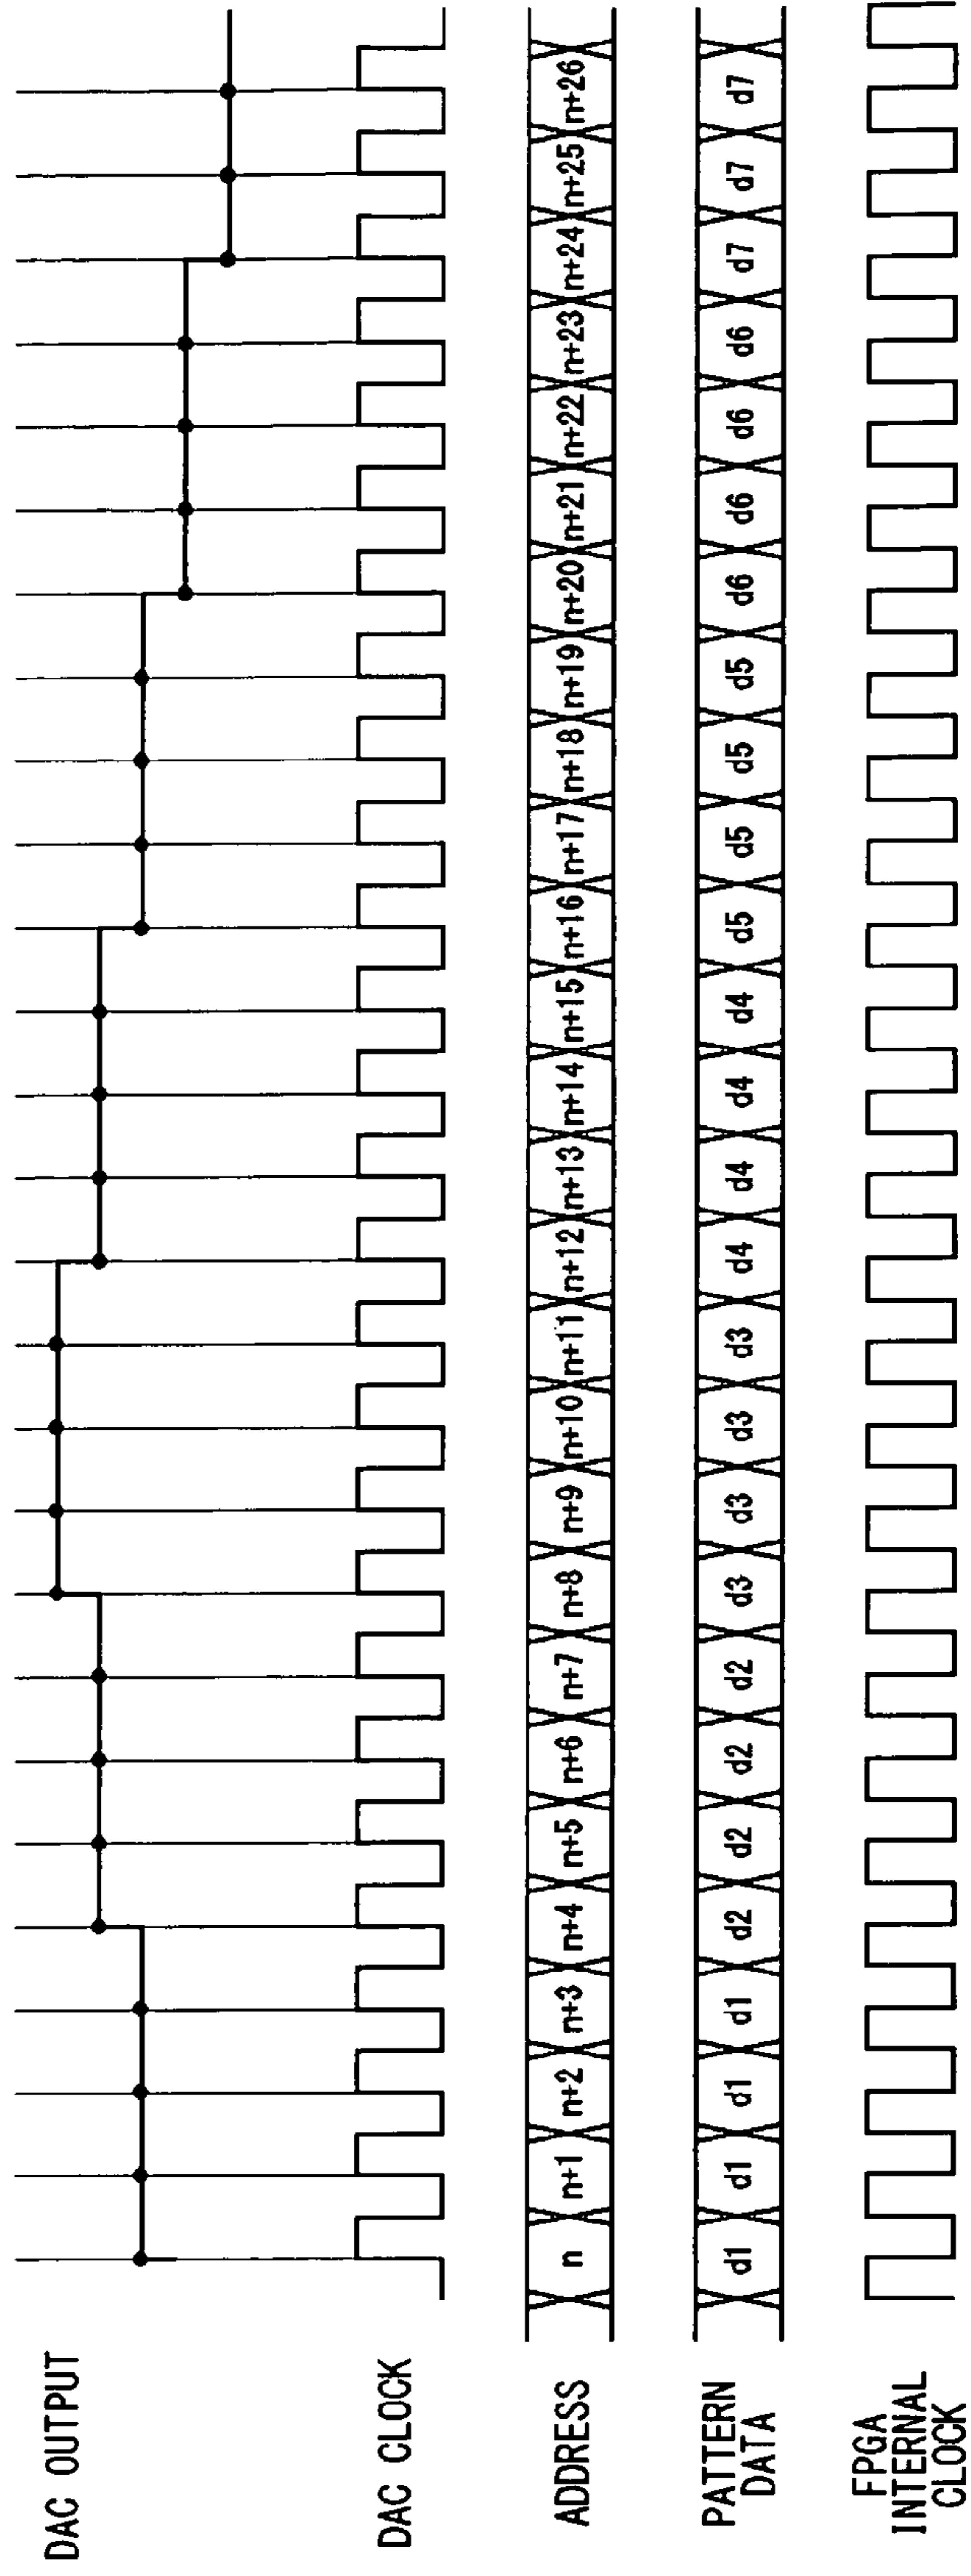 DAC OUTPUT
DAC CLOCK
ADDRESS
n n+1 n+2 n+3 n+4 n+5 n+6 n+7 n+8 n+9 n+10 n+11 n+12 n+13 n+14 n+15 n+16 n+17 n+18 n+19 n+20 n+21 n+22 n+23 n+24 n+25 n+26
PATTERN
DATA
d1 d1 d1 d1 d2 d2 d2 d2 d3 d3 d3 d3 d4 d4 d4 d4 d5 d5 d5 d5 d6 d6 d6 d6 d7 d7 d7
FPGA
INTERNAL
CLOCK